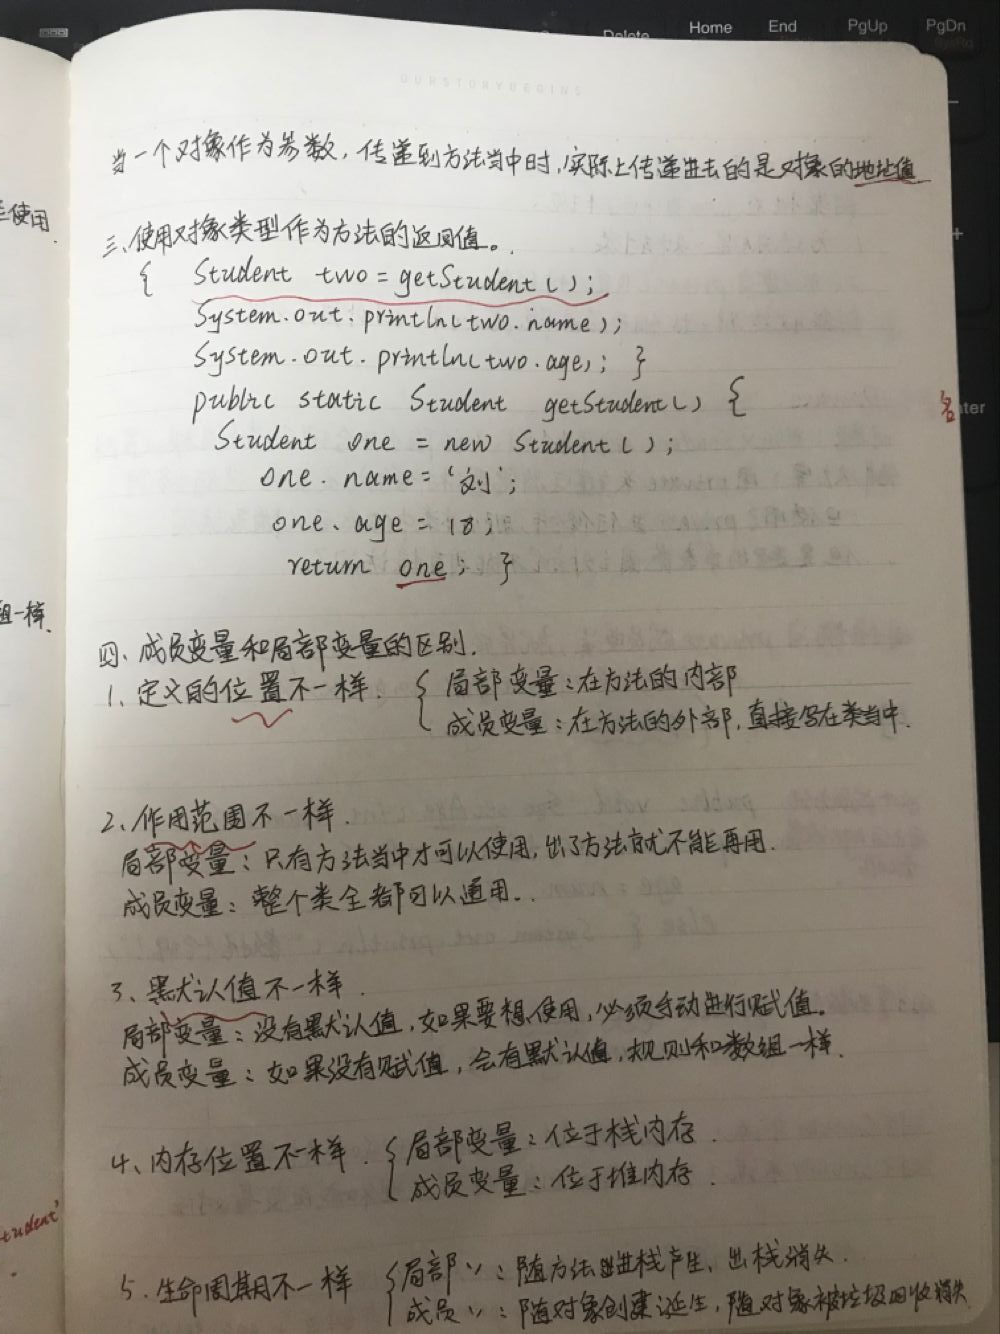 Home End PgUp PgDn
Delete
OURSTORYBEGINS
当一个对象作为参数，传递到方法当中时，实际上传递进去的是对象的地址值
使用
三、使用对象类型作为方法的返回值。
{ Student two = getStudent();
System.out.println(two.name);
System.out.println(two.age); }
public static Student getStudent() {
名
Student one = new Student();
one.name = '刘';
one、age = 18;
return one; }
一样.
四、成员变量和局部变量的区别.
1、定义的位置不一样 { 局部变量：在方法的内部
成员变量：在方法的外部，直接写在类当中.
2、作用范围不一样.
局部变量：只有方法当中才可以使用，出了方法就不能再用.
成员变量：整个类全都可以通用..
3、默认值不一样.
局部变量：没有默认值，如果要想使用，必须手动进行赋值。
成员变量：如果没有赋值，会有默认值，规则和数组一样.
4、内存位置不一样. { 局部变量：位于栈内存.
成员变量：位于堆内存.
tudent'
5、生命周期不一样 { 局部〃：随方法进栈产生、出栈消失.
成员〃：随对象创建诞生，随对象被垃圾回收消失